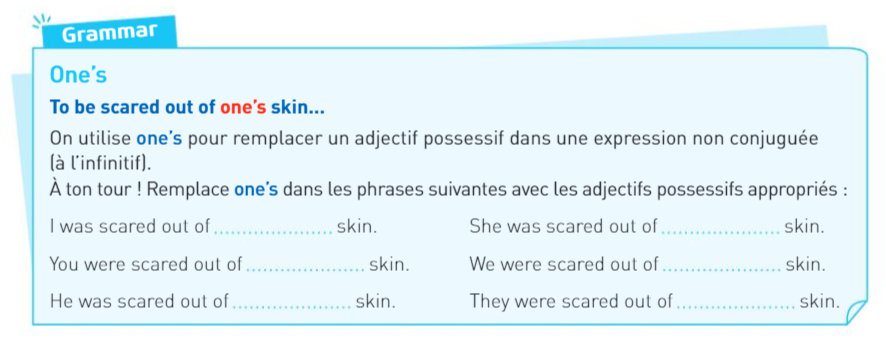 Grammar
One's
To be scared out of one's skin...
On utilise one's pour remplacer un adjectif possessif dans une expression non conjuguée
(à l'infinitif).
À ton tour ! Remplace one's dans les phrases suivantes avec les adjectifs possessifs appropriés :
I was scared out of ..................... skin.
She was scared out of ..................... skin.
You were scared out of ..................... skin.
We were scared out of ..................... skin.
He was scared out of ..................... skin.
They were scared out of ..................... skin.